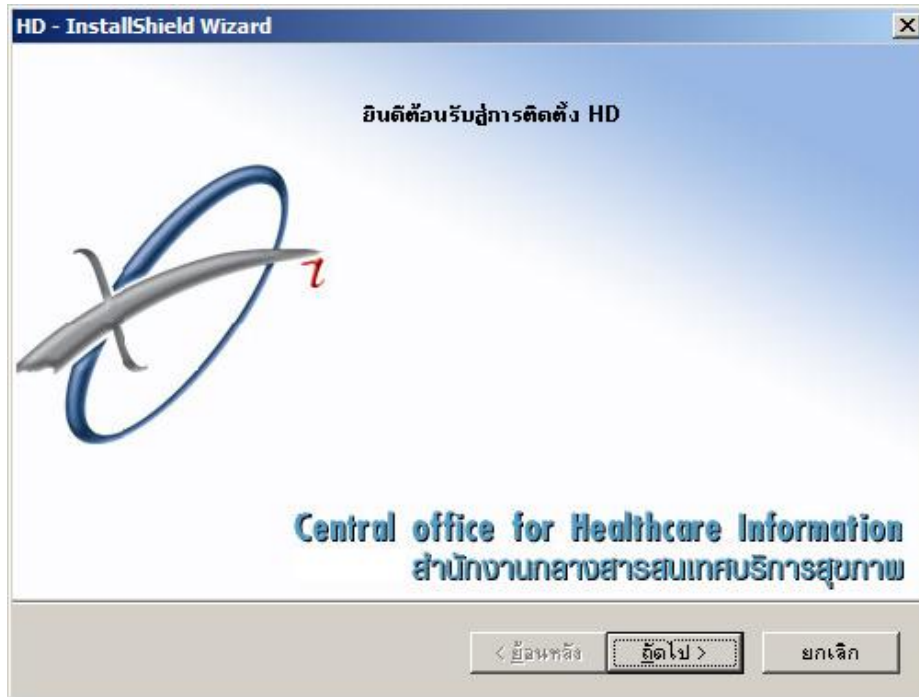 HD - InstallShield Wizard
ยินดีต้อนรับสู่การติดตั้ง HD
Central office for Healthcare Information
สำนักงานกลางสารสนเทศบริการสุขภาพ
< ย้อนหลัง
ถัดไป >
ยกเลิก